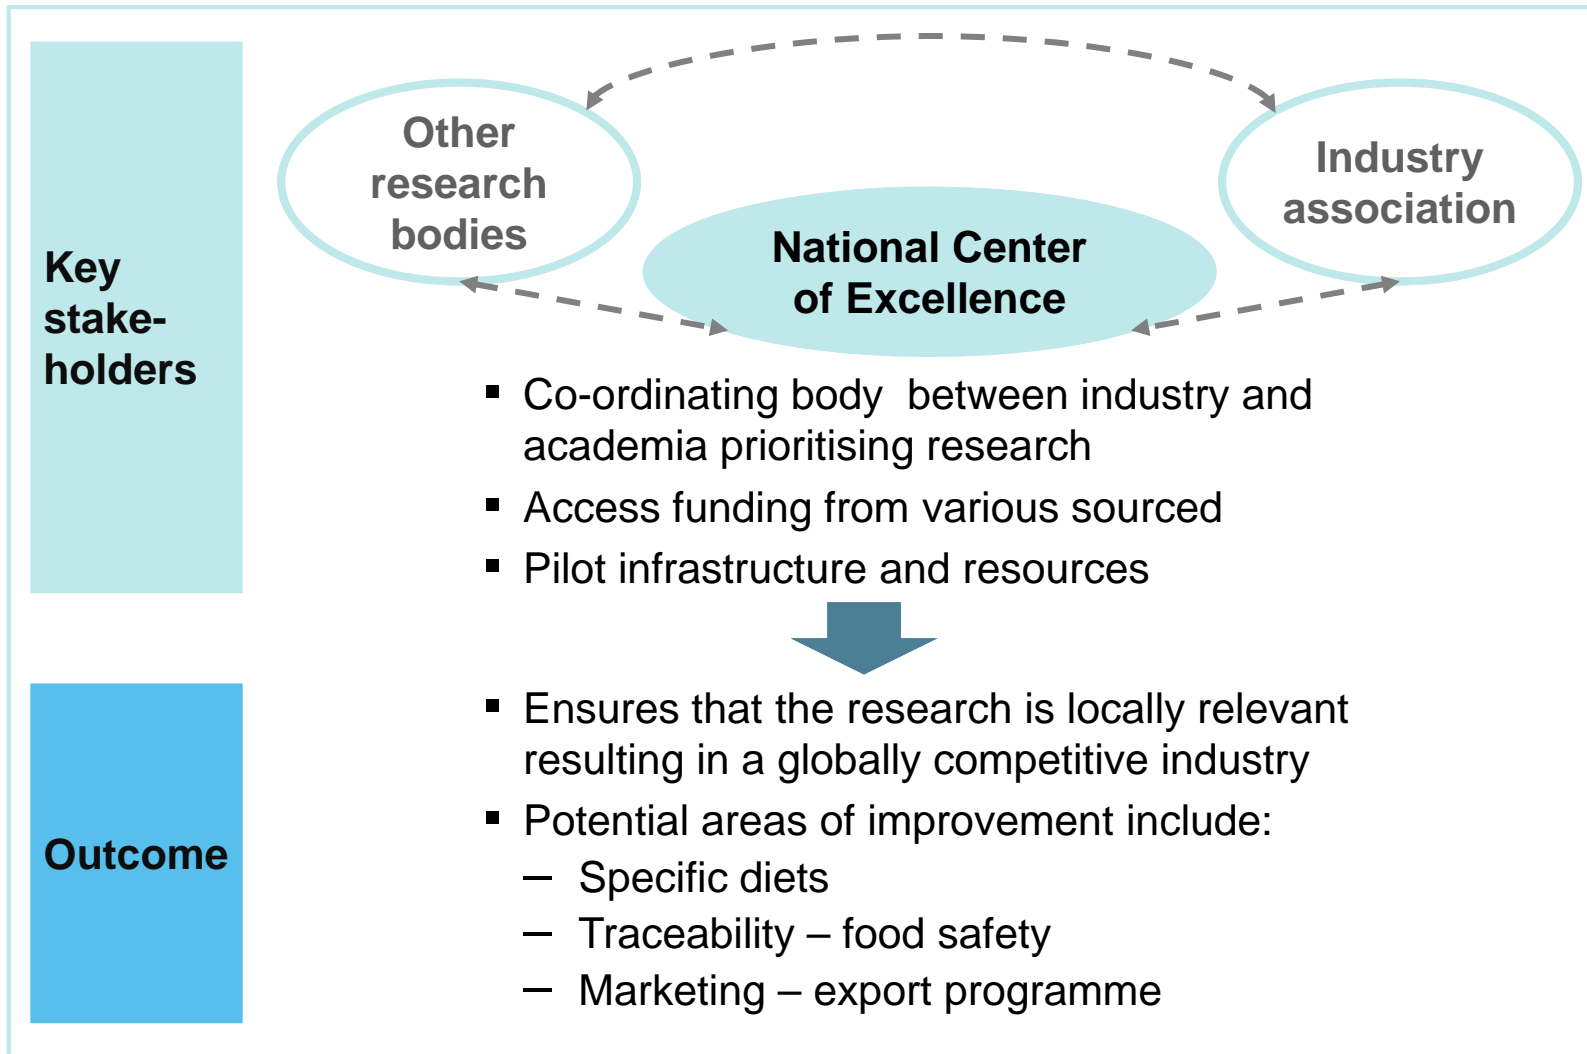 Key
stake-
holders
Other
research
bodies
Industry
association
National Center
of Excellence
▪ Co-ordinating body  between industry and
academia prioritising research
▪ Access funding from various sourced
▪ Pilot infrastructure and resources
Outcome
▪ Ensures that the research is locally relevant
resulting in a globally competitive industry
▪ Potential areas of improvement include:
– Specific diets
– Traceability – food safety
– Marketing – export programme